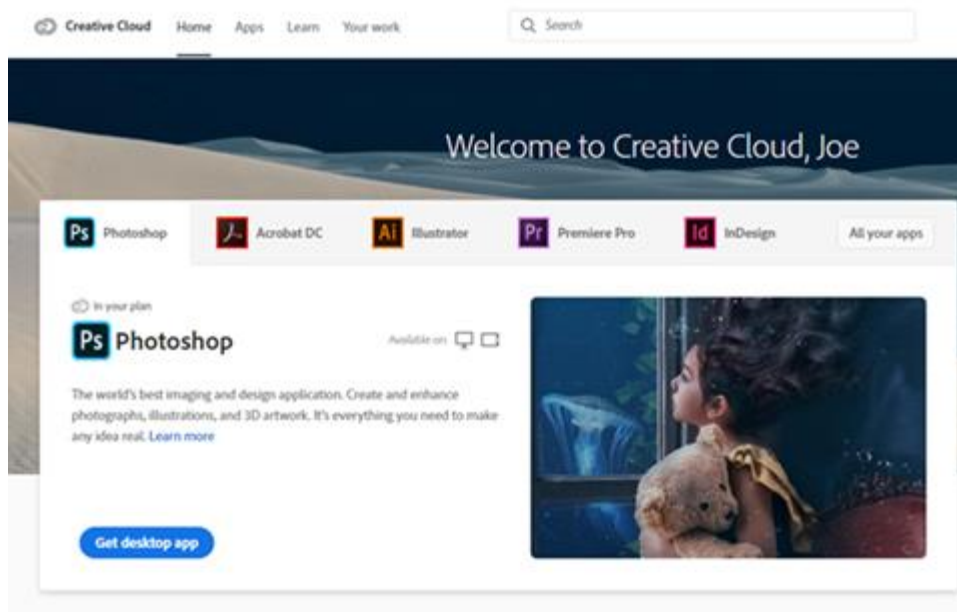 Creative Cloud Home Apps Learn Your work Search
Welcome to Creative Cloud, Joe
Ps Photoshop Acrobat DC Ai Illustrator Pr Premiere Pro Id InDesign All your apps
In your plan
Ps Photoshop Available on
The world's best imaging and design application. Create and enhance
photographs, illustrations, and 3D artwork. It's everything you need to make
any idea real. Learn more
Get desktop app